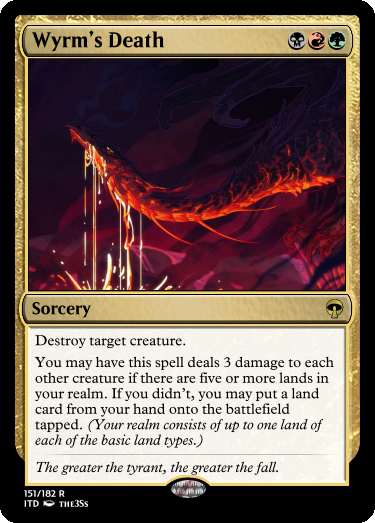 Wyrm's Death
Sorcery
Destroy target creature.
You may have this spell deals 3 damage to each
other creature if there are five or more lands in
your realm. If you didn't, you may put a land
card from your hand onto the battlefield
tapped. (Your realm consists of up to one land of
each of the basic land types.)
The greater the tyrant, the greater the fall.
151/182 R
ITD THE3SS